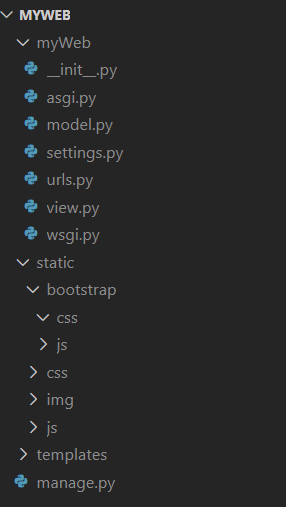 MYWEB
myWeb
__init__.py
asgi.py
model.py
settings.py
urls.py
view.py
wsgi.py
static
bootstrap
css
js
css
img
js
templates
manage.py